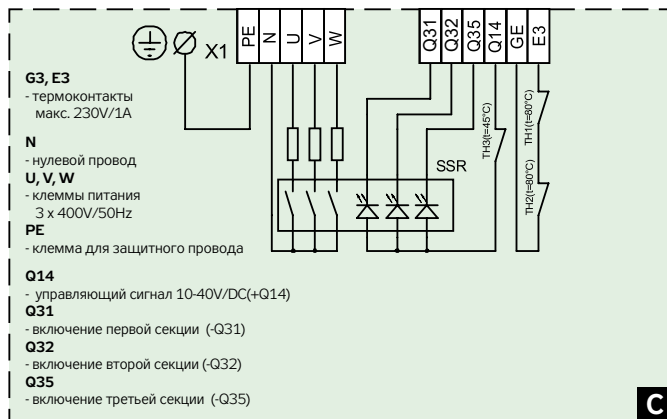 X1
PE
N
U
V
W
Q31
Q32
Q35
Q14
GE
E3
G3, E3
- термоконтакты
макс. 230V/1A
N
- нулевой провод
U, V, W
- клеммы питания
3 x 400V/50Hz
PE
- клемма для защитного провода
Q14
- управляющий сигнал 10-40V/DC(+Q14)
Q31
- включение первой секции (-Q31)
Q32
- включение второй секции (-Q32)
Q35
- включение третьей секции (-Q35)
SSR
TH3(t=45°C)
TH1(t=80°C)
TH2(t=80°C)
C